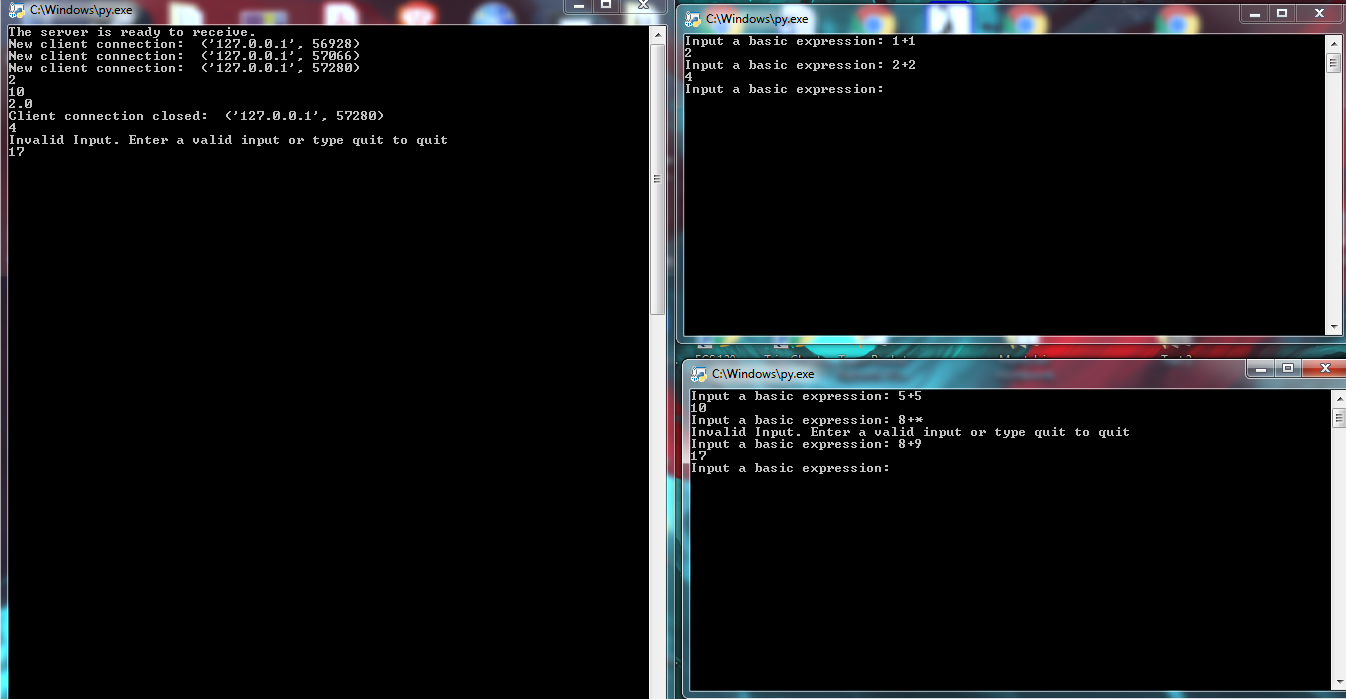 C:\Windows\py.exe
The server is ready to receive.
New client connection:  ('127.0.0.1', 56928)
New client connection:  ('127.0.0.1', 57066)
New client connection:  ('127.0.0.1', 57280)
2
10
2.0
Client connection closed:  ('127.0.0.1', 57280)
4
Invalid Input. Enter a valid input or type quit to quit
17
C:\Windows\py.exe
Input a basic expression: 1+1
2
Input a basic expression: 2+2
4
Input a basic expression:
C:\Windows\py.exe
Input a basic expression: 5+5
10
Input a basic expression: 8+*
Invalid Input. Enter a valid input or type quit to quit
Input a basic expression: 8+9
17
Input a basic expression: